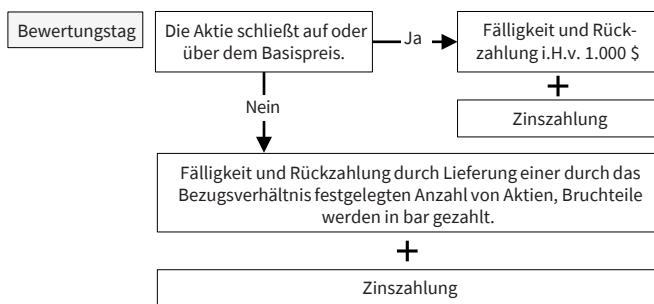 Bewertungstag
Die Aktie schließt auf oder
über dem Basispreis.
Ja
Fälligkeit und Rück-
zahlung i.H.v. 1.000 $
+
Zinszahlung
Nein
Fälligkeit und Rückzahlung durch Lieferung einer durch das
Bezugsverhältnis festgelegten Anzahl von Aktien, Bruchteile
werden in bar gezahlt.
+
Zinszahlung